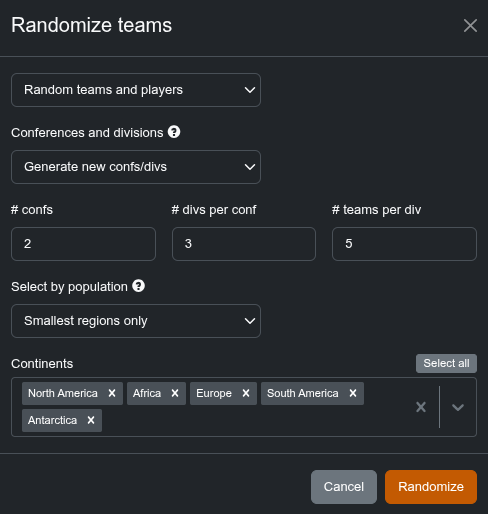 Randomize teams
Random teams and players
Conferences and divisions ?
Generate new confs/divs
# confs # divs per conf # teams per div
2 3 5
Select by population ?
Smallest regions only
Continents Select all
North America Africa Europe South America
Antarctica
Cancel Randomize